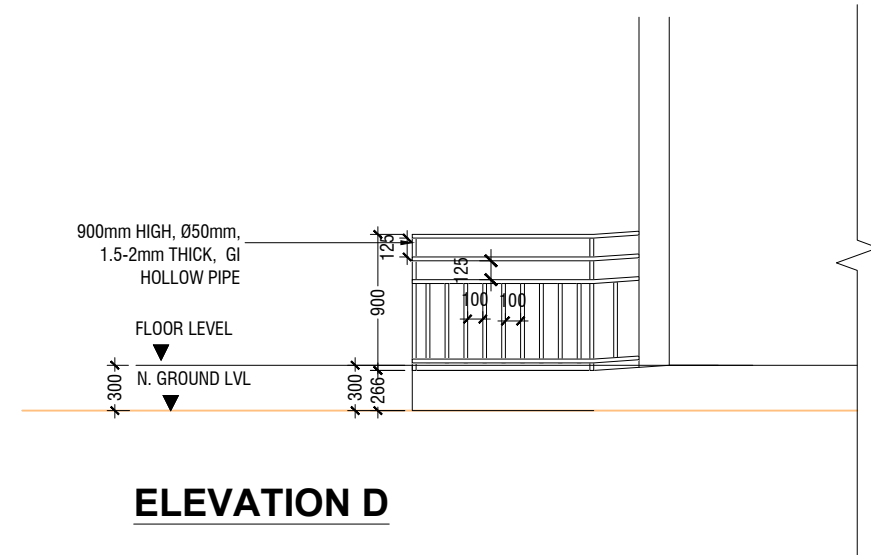 900mm HIGH, Ø50mm,
1.5-2mm THICK, GI
HOLLOW PIPE
125
125
900
100 100
FLOOR LEVEL
300
N. GROUND LVL
300
266
ELEVATION D